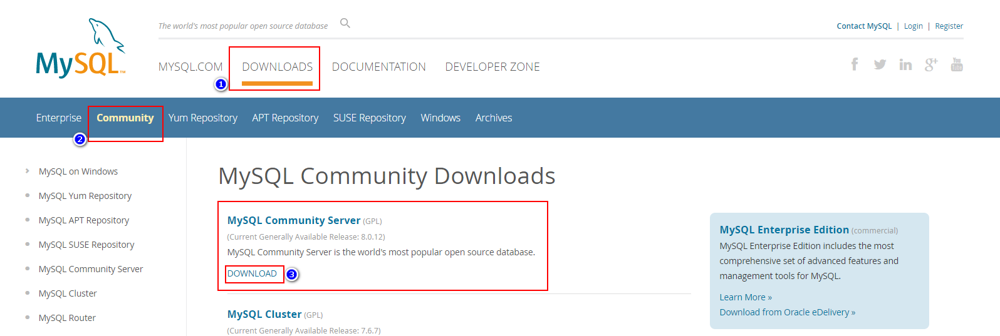 The world's most popular open source database
Contact MySQL | Login | Register
MySQL™
MYSQL.COM DOWNLOADS DOCUMENTATION DEVELOPER ZONE
1
Enterprise Community Yum Repository APT Repository SUSE Repository Windows Archives
2
MySQL on Windows
MySQL Yum Repository
MySQL APT Repository
MySQL SUSE Repository
MySQL Community Server
MySQL Cluster
MySQL Router
MySQL Community Downloads
MySQL Community Server (GPL)
(Current Generally Available Release: 8.0.12)
MySQL Community Server is the world's most popular open source database.
DOWNLOAD
3
MySQL Cluster (GPL)
(Current Generally Available Release: 7.6.7)
MySQL Enterprise Edition (commercial)
MySQL Enterprise Edition includes the most
comprehensive set of advanced features and
management tools for MySQL.
Learn More »
Download from Oracle eDelivery »